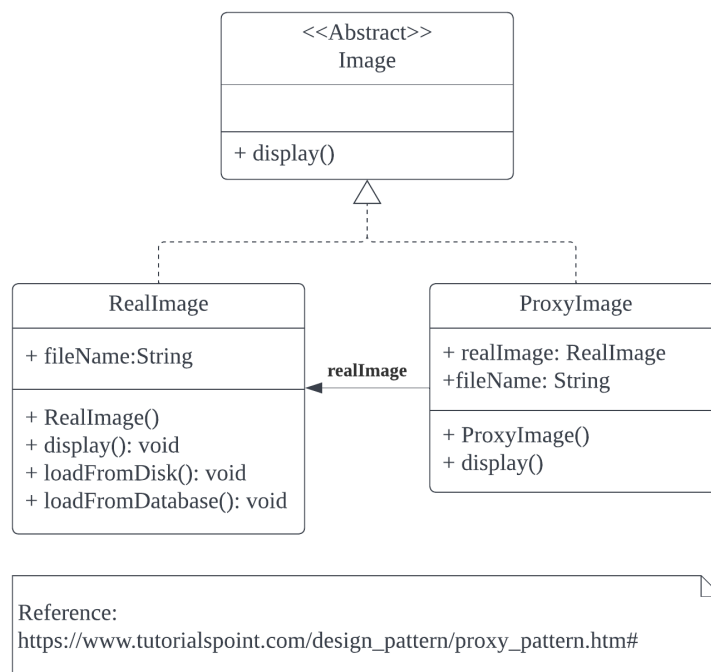 <<Abstract>>
Image
+ display()
RealImage
+ fileName:String
+ RealImage()
+ display(): void
+ loadFromDisk(): void
+ loadFromDatabase(): void
realImage
ProxyImage
+ realImage: RealImage
+fileName: String
+ ProxyImage()
+ display()
Reference:
https://www.tutorialspoint.com/design_pattern/proxy_pattern.htm#